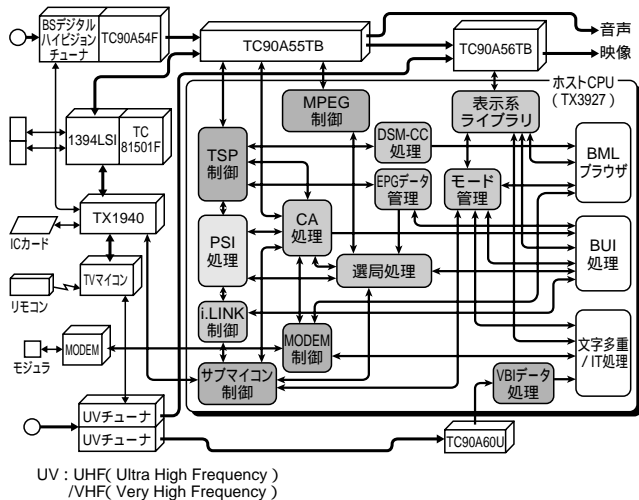 BSデジタル
ハイビジョン
チューナ
TC90A54F
TC90A55TB
TC90A56TB
音声
映像
ホストCPU
(TX3927)
MPEG
制御
表示系
ライブラリ
1394LSI
TC
81501F
TSP
制御
DSM-CC
処理
BML
ブラウザ
EPGデータ
管理
モード
管理
TX1940
ICカード
PSI
処理
CA
処理
BUI
処理
選局処理
TVマイコン
リモコン
i.LINK
制御
MODEM
制御
文字多重
/ IT処理
MODEM
モジュラ
サブマイコン
制御
VBIデータ
処理
UVチューナ
UVチューナ
TC90A60U
UV : UHF( Ultra High Frequency )
/VHF( Very High Frequency )